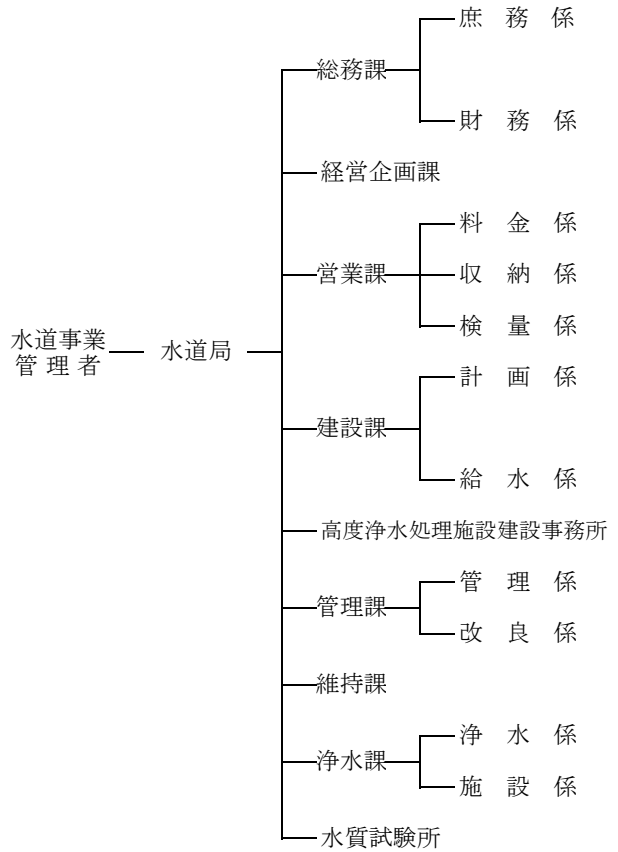 水道事業
管 理 者
水道局
総務課
庶 務 係
財 務 係
経営企画課
営業課
料 金 係
収 納 係
検 量 係
建設課
計 画 係
給 水 係
高度浄水処理施設建設事務所
管理課
管 理 係
改 良 係
維持課
浄水課
浄 水 係
施 設 係
水質試験所